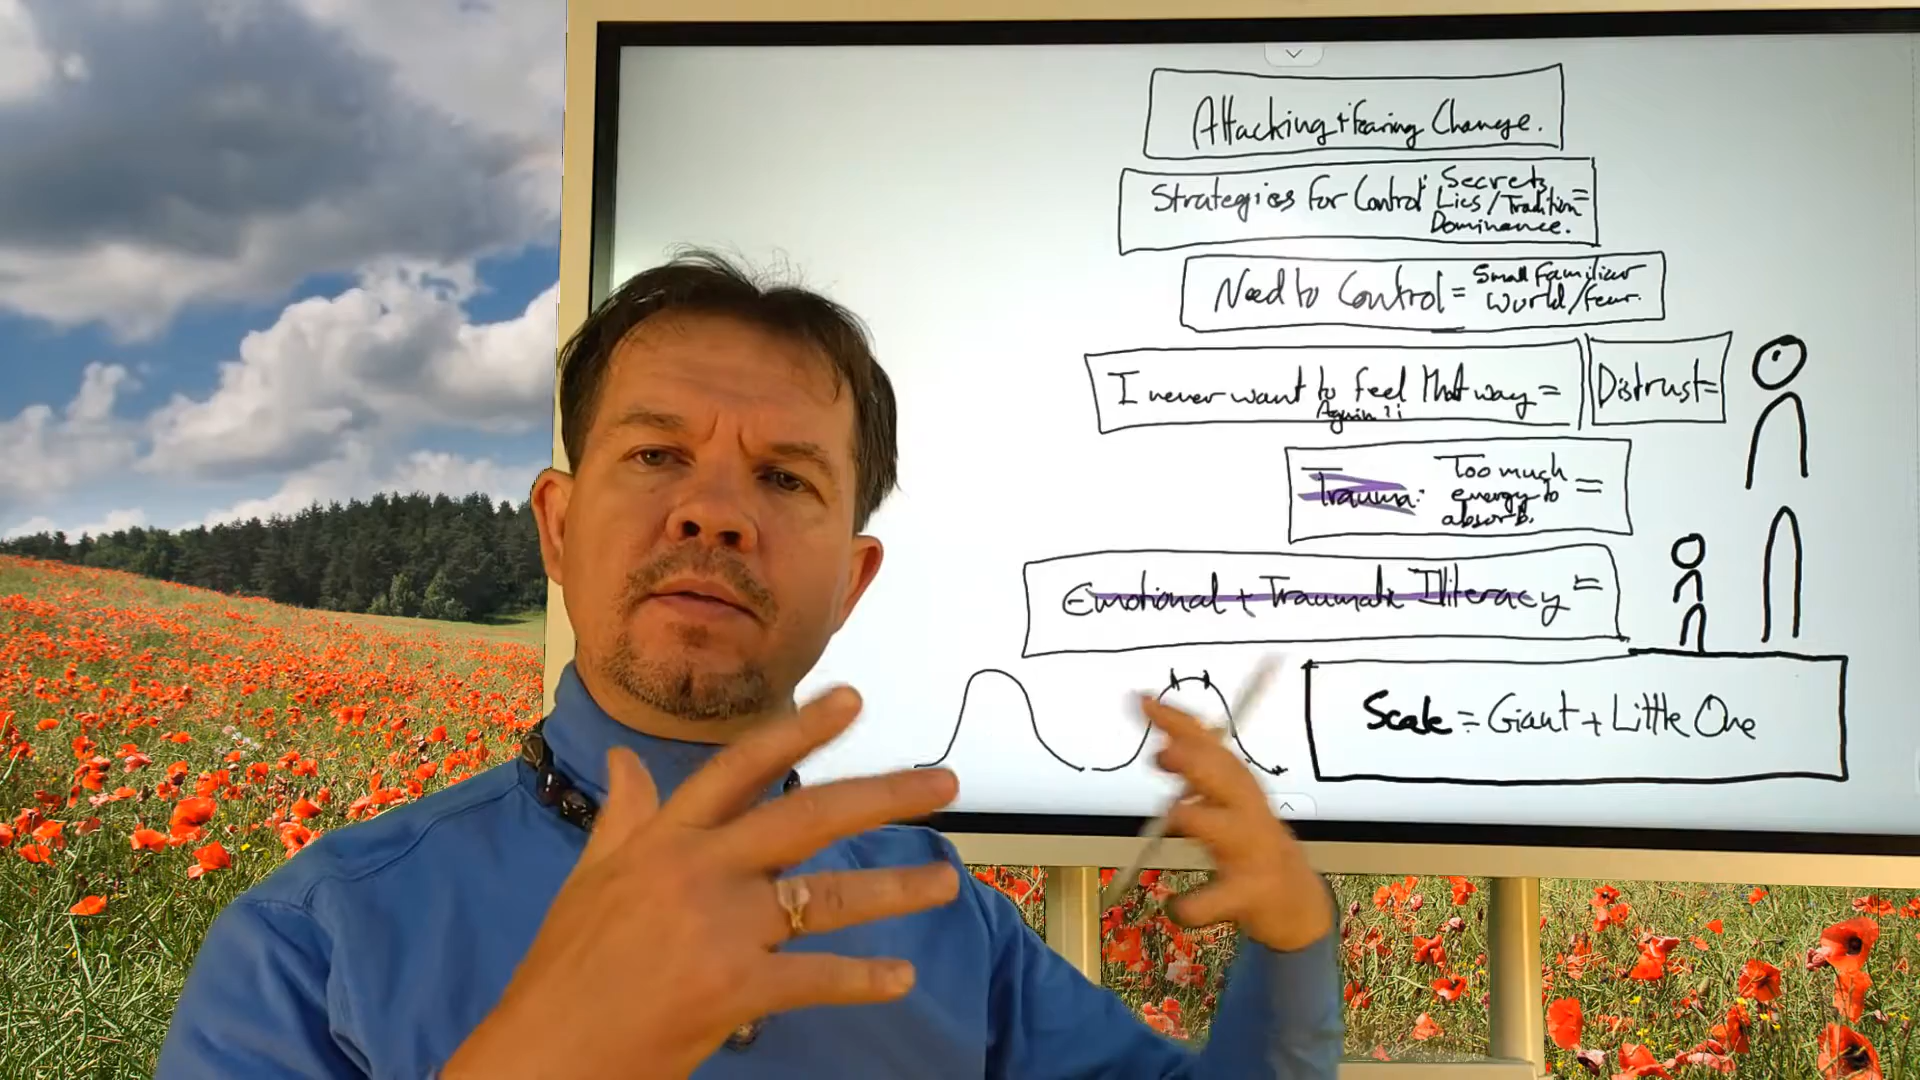 Attacking + fearing Change.
Strategies for Control: Secrets
Lies / Tradition =
Dominance.
Need to Control = Small familiar
World / fear.
I never want to feel that way =
Again ? ¡
Distrust =
Trauma: Too much
energy to =
absorb.
Emotional + Traumatic Illiteracy =
Scale = Giant + Little One